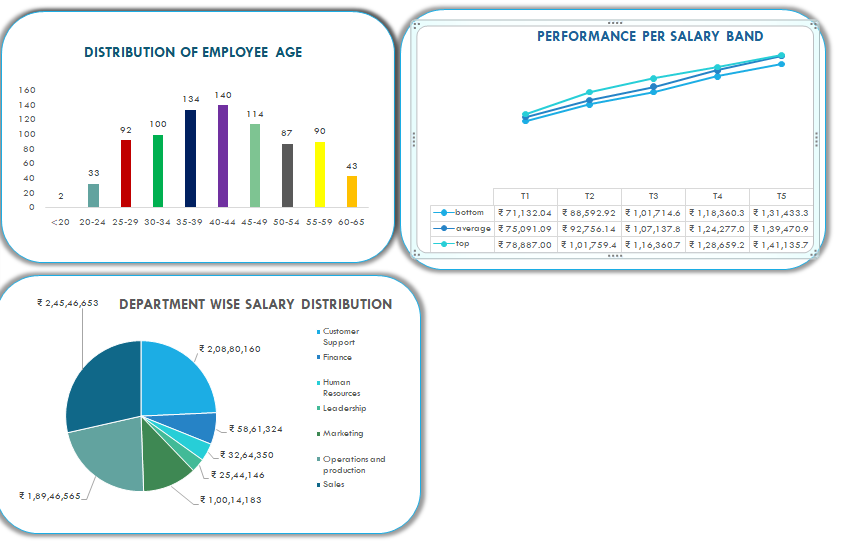 DISTRIBUTION OF EMPLOYEE AGE
160
140
120
100
80
60
40
20
0
2
33
92
100
134
140
114
87
90
43
<20 20-24 25-29 30-34 35-39 40-44 45-49 50-54 55-59 60-65
PERFORMANCE PER SALARY BAND
T1 T2 T3 T4 T5
bottom ₹ 71,132.04 ₹ 88,592.92 ₹ 1,01,714.6 ₹ 1,18,360.3 ₹ 1,31,433.3
average ₹ 75,091.09 ₹ 92,756.14 ₹ 1,07,137.8 ₹ 1,24,277.0 ₹ 1,39,470.9
top ₹ 78,887.00 ₹ 1,01,759.4 ₹ 1,16,360.7 ₹ 1,28,659.2 ₹ 1,41,135.7
DEPARTMENT WISE SALARY DISTRIBUTION
₹ 2,45,46,653
₹ 2,08,80,160
₹ 58,61,324
₹ 32,64,350
₹ 25,44,146
₹ 1,00,14,183
₹ 1,89,46,565
Customer
Support
Finance
Human
Resources
Leadership
Marketing
Operations and
production
Sales